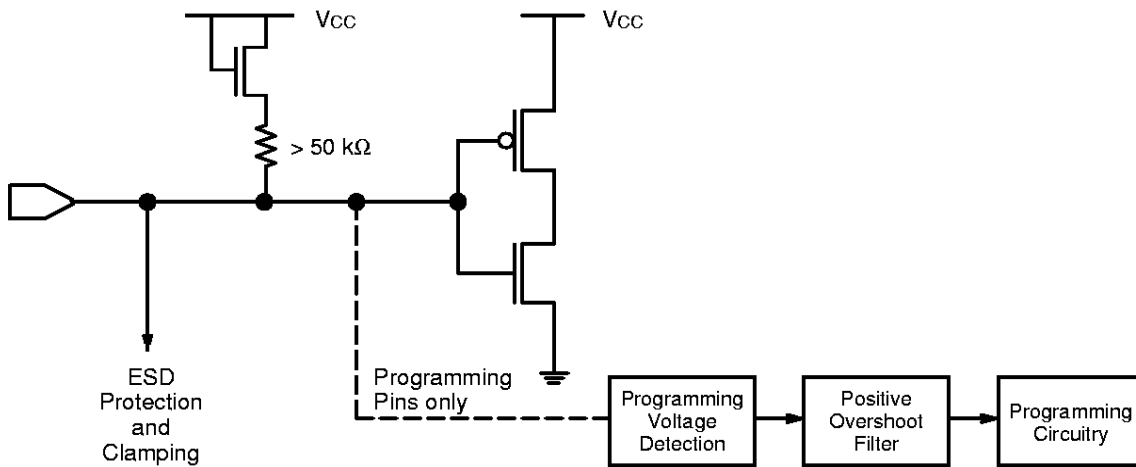 VCC
VCC
> 50 kΩ
ESD
Protection
and
Clamping
Programming
Pins only
Programming
Voltage
Detection
Positive
Overshoot
Filter
Programming
Circuitry